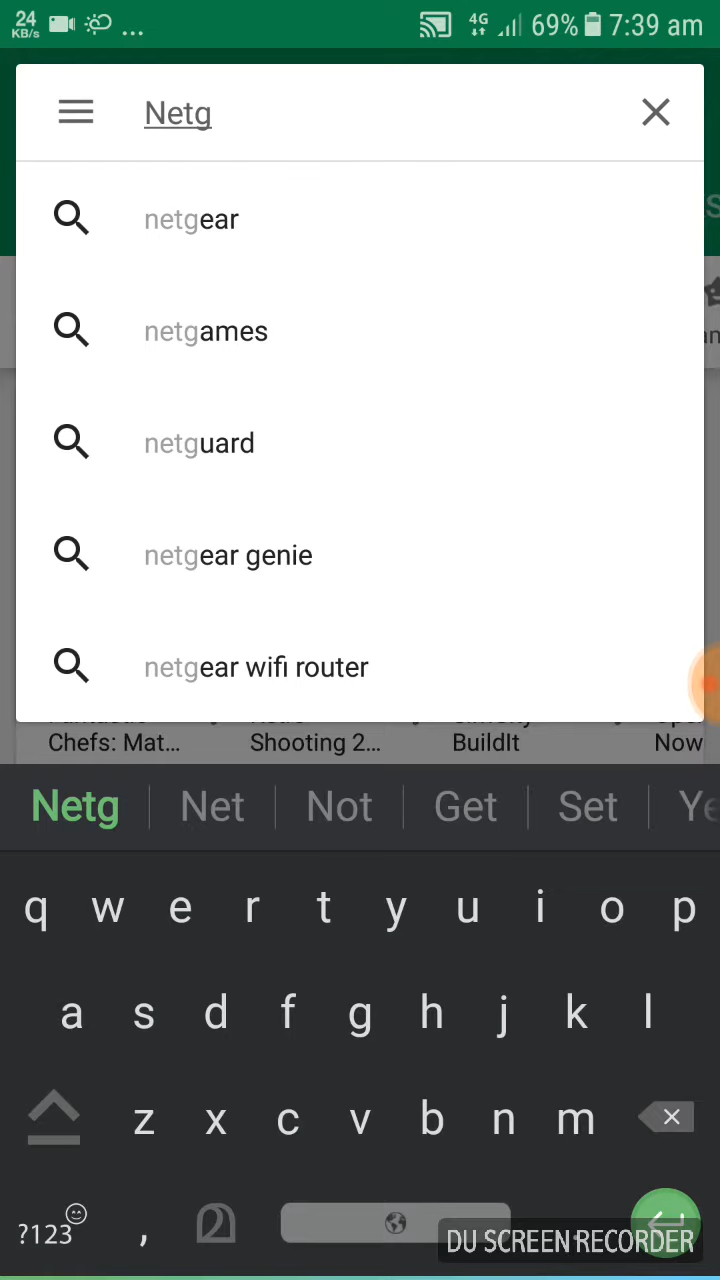 24 KB/s ... 4G 69% 7:39 am
Netg
netgear
netgames
netguard
netgear genie
netgear wifi router
Chefs: Mat... Shooting 2... BuildIt Now
Netg Net Not Get Set Ye
q w e r t y u i o p
a s d f g h j k l
z x c v b n m
?123 ,
DU SCREEN RECORDER